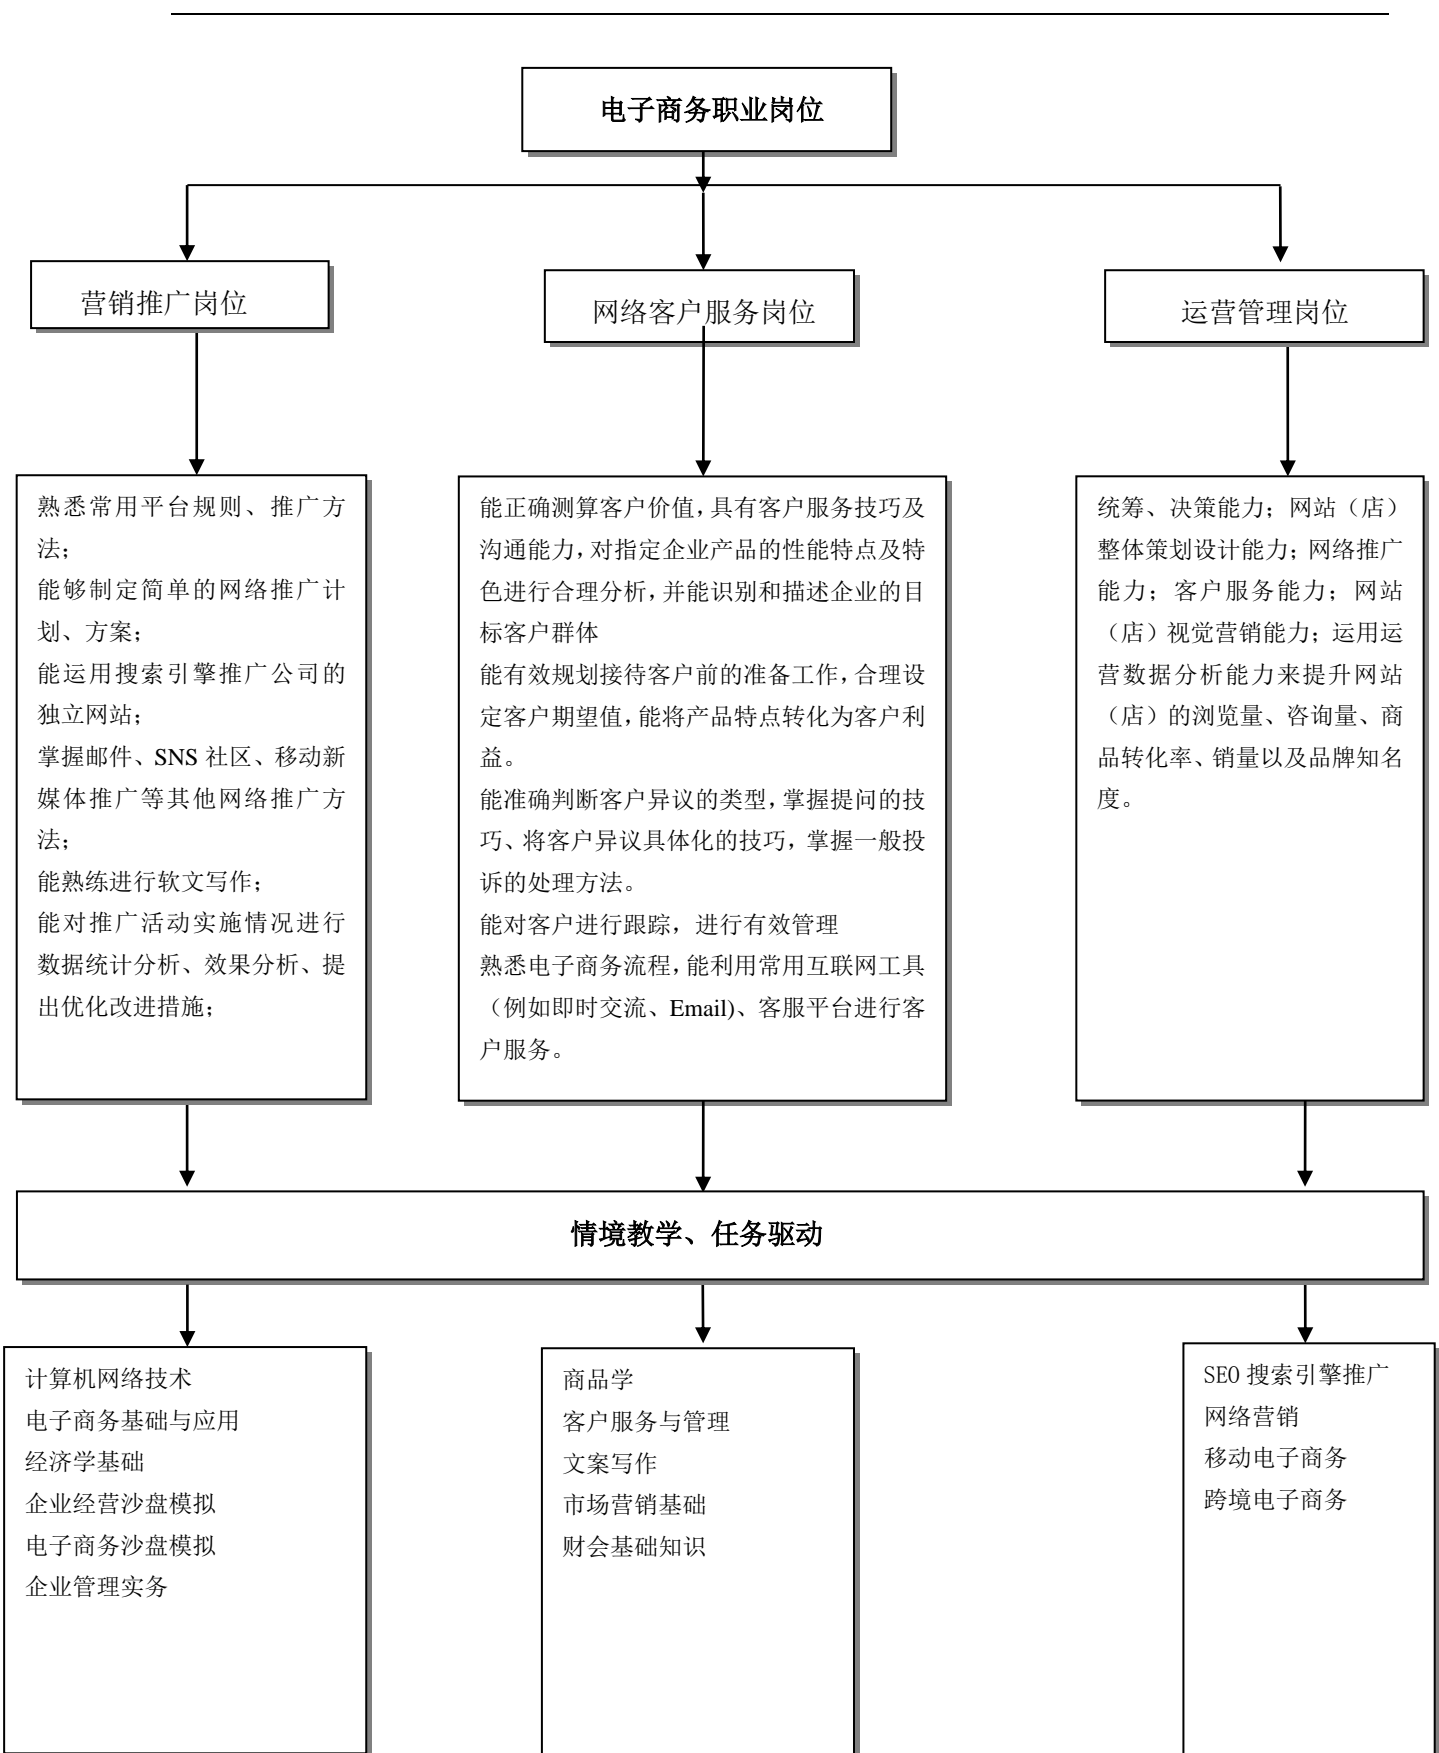 电子商务职业岗位
营销推广岗位
网络客户服务岗位
运营管理岗位
熟悉常用平台规则、推广方
法；
能够制定简单的网络推广计
划、方案；
能运用搜索引擎推广公司的
独立网站；
掌握邮件、SNS 社区、移动新
媒体推广等其他网络推广方
法；
能熟练进行软文写作；
能对推广活动实施情况进行
数据统计分析、效果分析、提
出优化改进措施；
能正确测算客户价值，具有客户服务技巧及
沟通能力，对指定企业产品的性能特点及特
色进行合理分析，并能识别和描述企业的目
标客户群体
能有效规划接待客户前的准备工作，合理设
定客户期望值，能将产品特点转化为客户利
益。
能准确判断客户异议的类型，掌握提问的技
巧、将客户异议具体化的技巧，掌握一般投
诉的处理方法。
能对客户进行跟踪，进行有效管理
熟悉电子商务流程，能利用常用互联网工具
（例如即时交流、Email)、客服平台进行客
户服务。
统筹、决策能力；网站（店）
整体策划设计能力；网络推广
能力；客户服务能力；网站
（店）视觉营销能力；运用运
营数据分析能力来提升网站
（店）的浏览量、咨询量、商
品转化率、销量以及品牌知名
度。
情境教学、任务驱动
计算机网络技术
电子商务基础与应用
经济学基础
企业经营沙盘模拟
电子商务沙盘模拟
企业管理实务
商品学
客户服务与管理
文案写作
市场营销基础
财会基础知识
SEO 搜索引擎推广
网络营销
移动电子商务
跨境电子商务